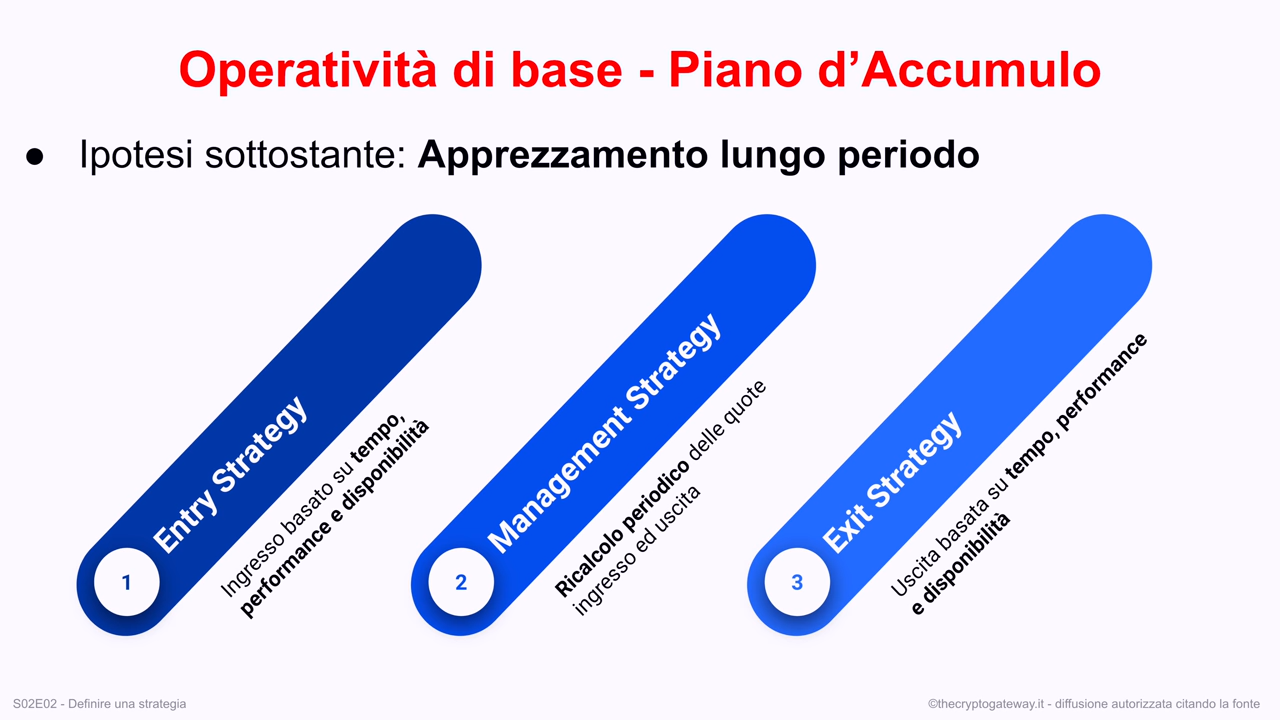 Operatività di base - Piano d’Accumulo
● Ipotesi sottostante: Apprezzamento lungo periodo
1
Entry Strategy
Ingresso basato su tempo,
performance e disponibilità
2
Management Strategy
Ricalcolo periodico delle quote
ingresso ed uscita
3
Exit Strategy
Uscita basata su tempo, performance
e disponibilità
S02E02 - Definire una strategia
©thecryptogateway.it - diffusione autorizzata citando la fonte